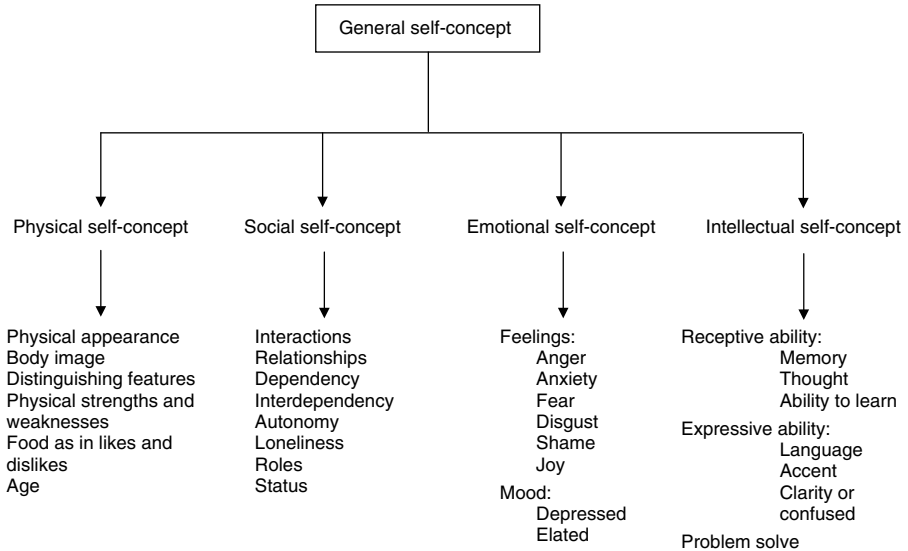 General self-concept
Physical self-concept
Social self-concept
Emotional self-concept
Intellectual self-concept
Physical appearance
Body image
Distinguishing features
Physical strengths and
weaknesses
Food as in likes and
dislikes
Age
Interactions
Relationships
Dependency
Interdependency
Autonomy
Loneliness
Roles
Status
Feelings:
Anger
Anxiety
Fear
Disgust
Shame
Joy
Mood:
Depressed
Elated
Receptive ability:
Memory
Thought
Ability to learn
Expressive ability:
Language
Accent
Clarity or
confused
Problem solve